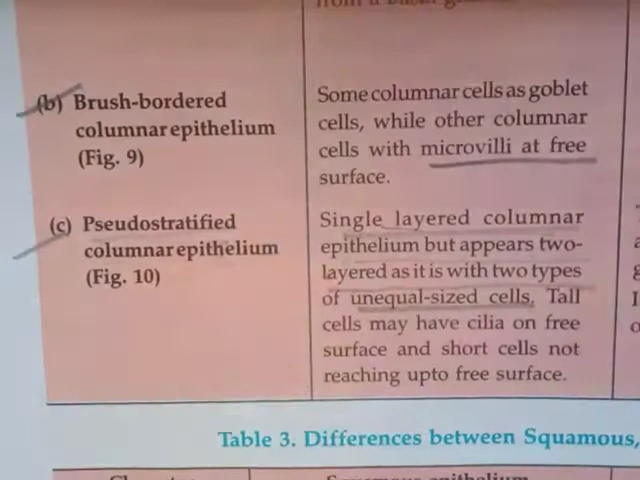 (b) Brush-bordered
columnar epithelium
(Fig. 9)
Some columnar cells as goblet
cells, while other columnar
cells with microvilli at free
surface.
(c) Pseudostratified
columnar epithelium
(Fig. 10)
Single layered columnar
epithelium but appears two-
layered as it is with two types
of unequal-sized cells. Tall
cells may have cilia on free
surface and short cells not
reaching upto free surface.
Table 3. Differences between Squamous,